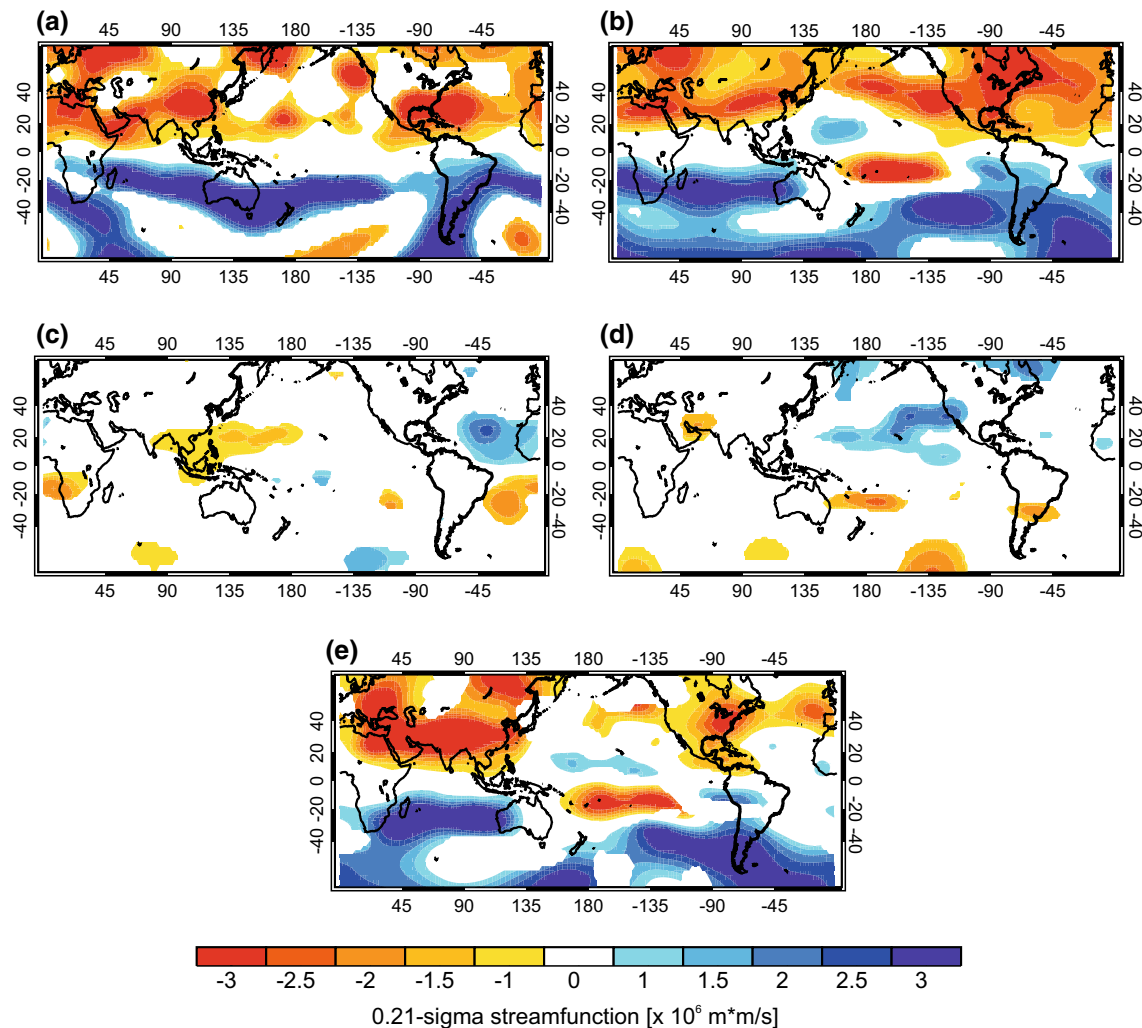 (a) (b)
45 90 135 180 -135 -90 -45 45 90 135 180 -135 -90 -45
40 40 40 40
20 20 20 20
0 0 0 0
-20 -20 -20 -20
-40 -40 -40 -40
45 90 135 180 -135 -90 -45 45 90 135 180 -135 -90 -45
(c) (d)
45 90 135 180 -135 -90 -45 45 90 135 180 -135 -90 -45
40 40 40 40
20 20 20 20
0 0 0 0
-20 -20 -20 -20
-40 -40 -40 -40
45 90 135 180 -135 -90 -45 45 90 135 180 -135 -90 -45
(e)
45 90 135 180 -135 -90 -45
40 40
20 20
0 0
-20 -20
-40 -40
45 90 135 180 -135 -90 -45
-3 -2.5 -2 -1.5 -1 0 1 1.5 2 2.5 3
0.21-sigma streamfunction [x 10⁶ m*m/s]